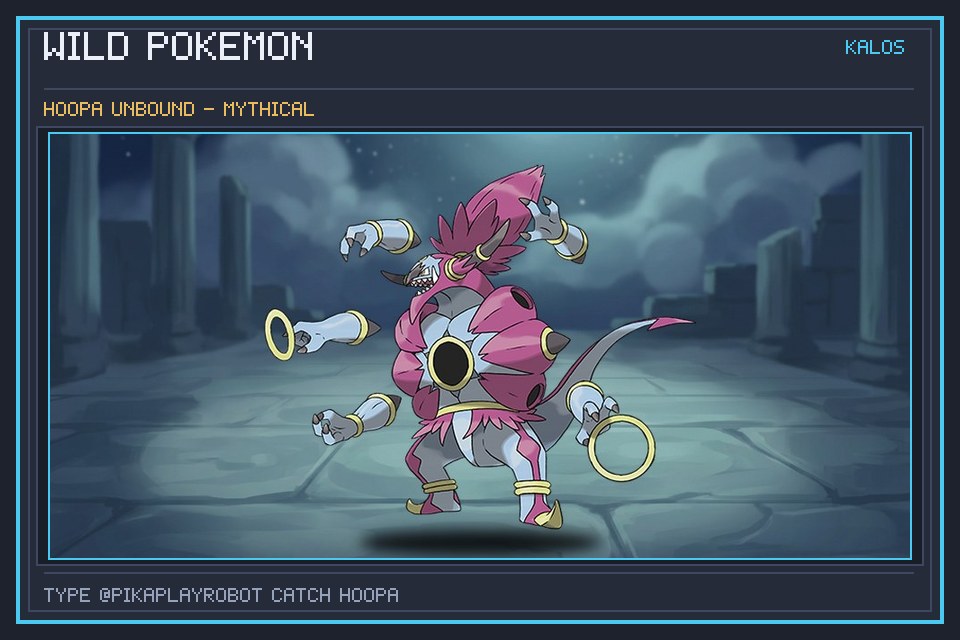 WILD POKEMON
KALOS
HOOPA UNBOUND - MYTHICAL
TYPE @PIKAPLAYROBOT CATCH HOOPA